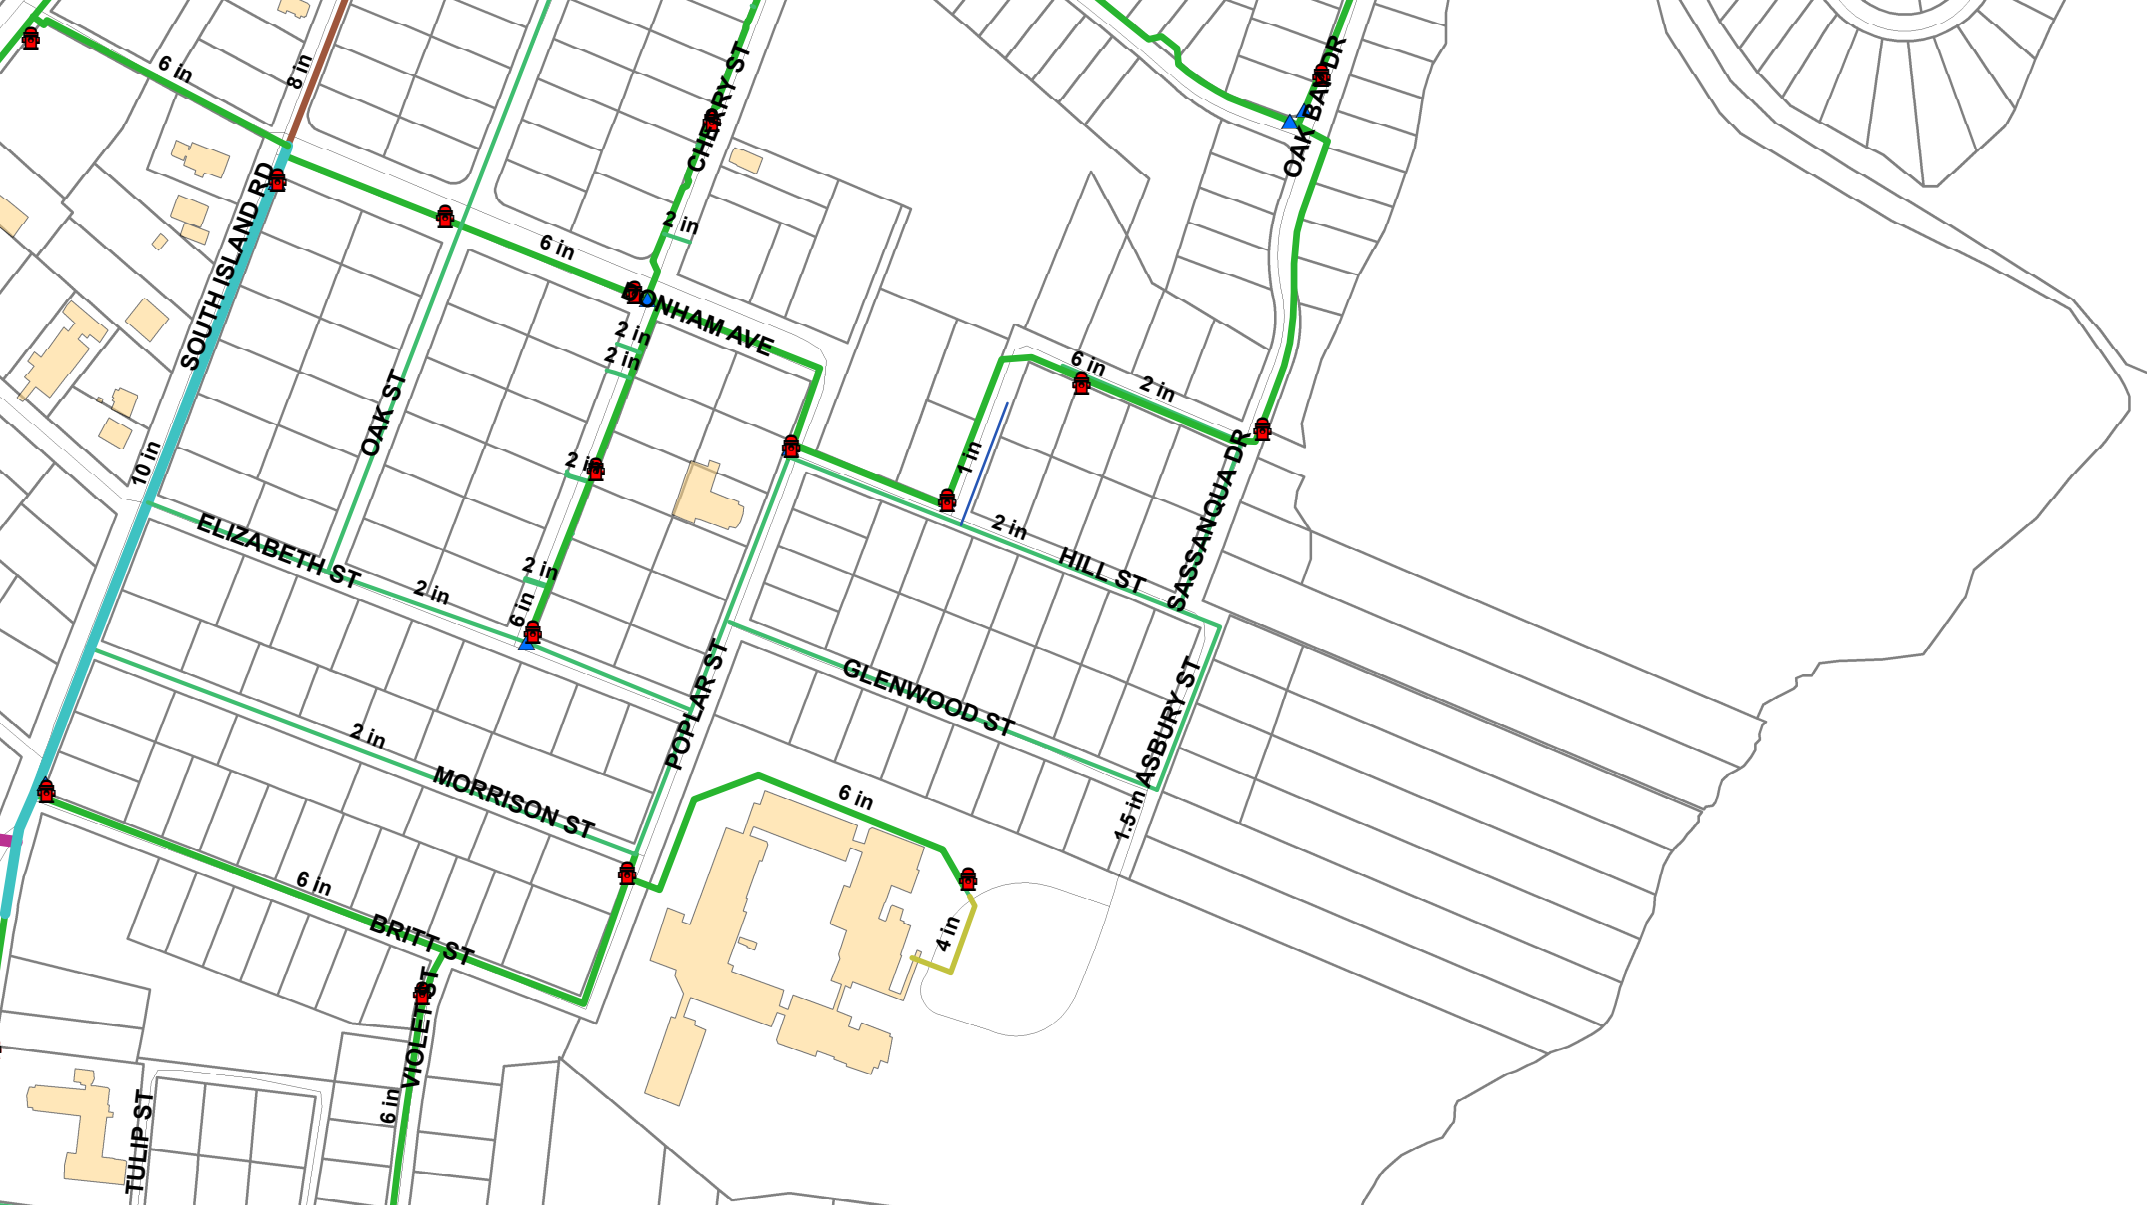 6 in
8 in
CHERRY ST
OAK BAY DR
SOUTH ISLAND RD
2 in
6 in
BONHAM AVE
2 in
2 in
6 in
2 in
OAK ST
10 in
2 in
1 in
SASSANQUA DR
ELIZABETH ST
2 in
HILL ST
2 in
2 in
6 in
POPLAR ST
GLENWOOD ST
ASBURY ST
2 in
MORRISON ST
6 in
1.5 in
6 in
BRITT ST
4 in
VIOLET ST
6 in
TULIP ST